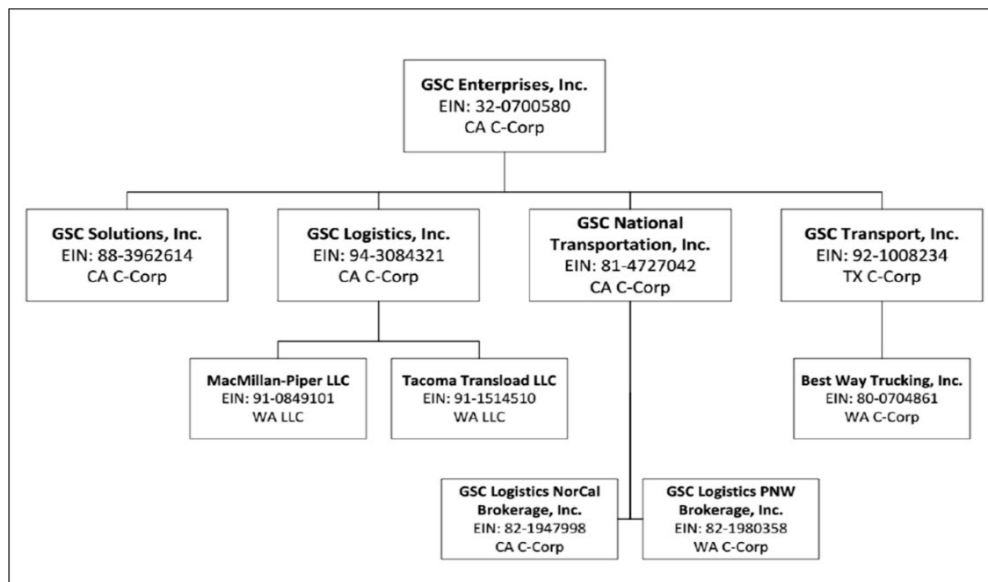 GSC Enterprises, Inc.
EIN: 32-0700580
CA C-Corp
GSC Solutions, Inc.
EIN: 88-3962614
CA C-Corp
GSC Logistics, Inc.
EIN: 94-3084321
CA C-Corp
GSC National
Transportation, Inc.
EIN: 81-4727042
CA C-Corp
GSC Transport, Inc.
EIN: 92-1008234
TX C-Corp
MacMillan-Piper LLC
EIN: 91-0849101
WA LLC
Tacoma Transload LLC
EIN: 91-1514510
WA LLC
Best Way Trucking, Inc.
EIN: 80-0704861
WA C-Corp
GSC Logistics NorCal
Brokerage, Inc.
EIN: 82-1947998
CA C-Corp
GSC Logistics PNW
Brokerage, Inc.
EIN: 82-1980358
WA C-Corp